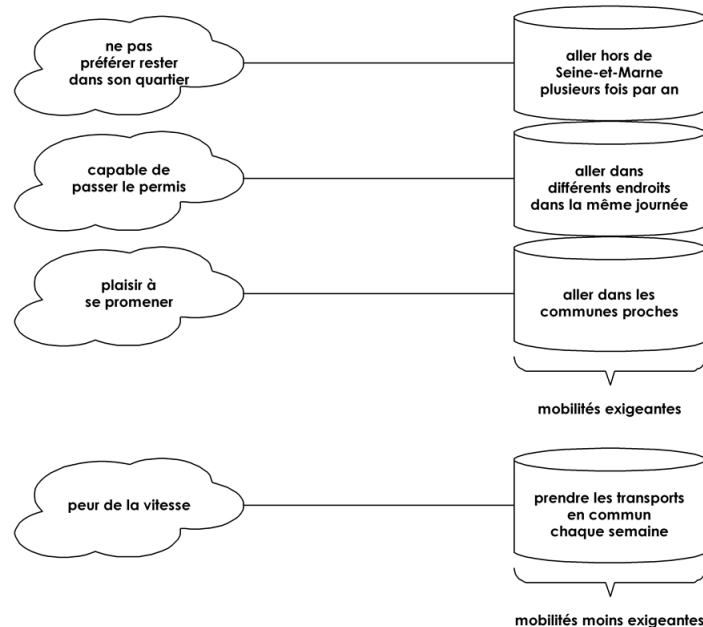 ne pas
préférer rester
dans son quartier
aller hors de
Seine-et-Marne
plusieurs fois par an
capable de
passer le permis
aller dans
différents endroits
dans la même journée
plaisir à
se promener
aller dans les
communes proches
mobilités exigeantes
peur de la vitesse
prendre les transports
en commun
chaque semaine
mobilités moins exigeantes